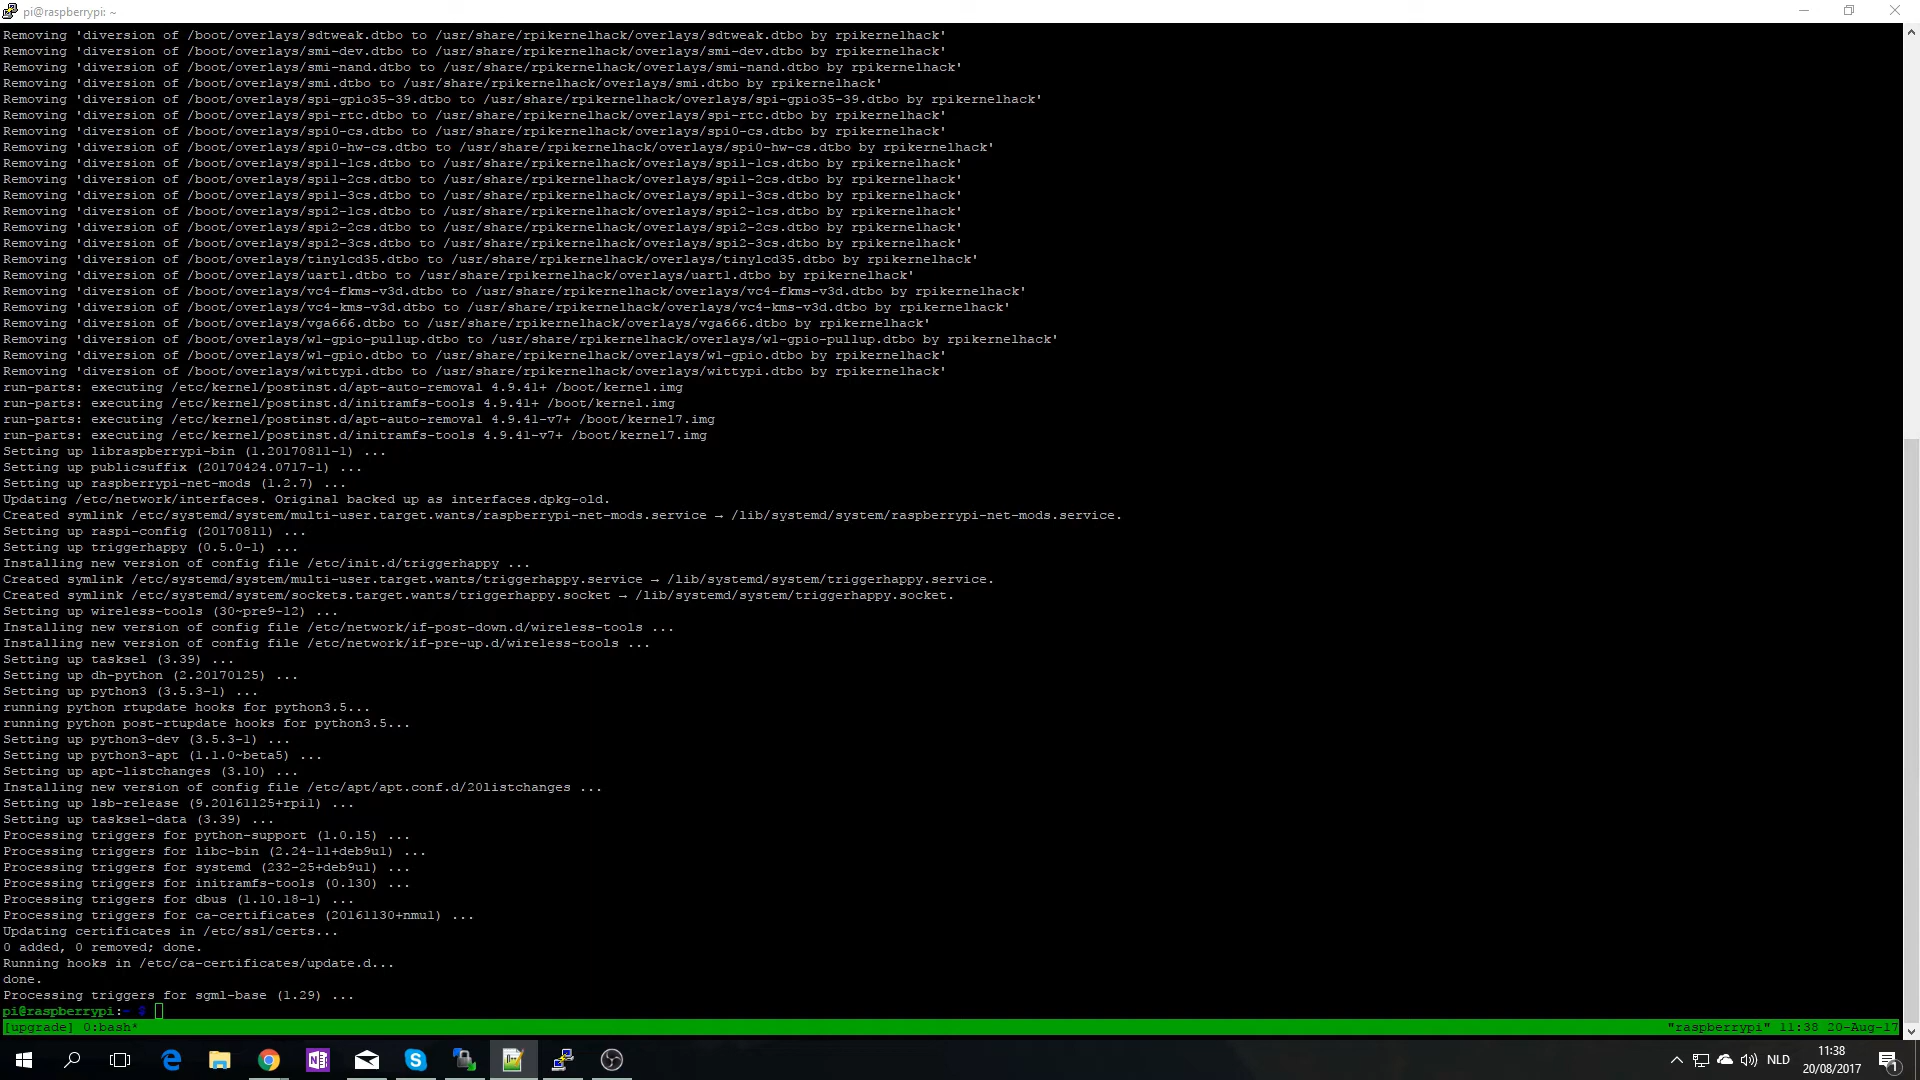 pi@raspberrypi: ~
Removing 'diversion of /boot/overlays/sdtweak.dtbo to /usr/share/rpikernelhack/overlays/sdtweak.dtbo by rpikernelhack'
Removing 'diversion of /boot/overlays/smi-dev.dtbo to /usr/share/rpikernelhack/overlays/smi-dev.dtbo by rpikernelhack'
Removing 'diversion of /boot/overlays/smi-nand.dtbo to /usr/share/rpikernelhack/overlays/smi-nand.dtbo by rpikernelhack'
Removing 'diversion of /boot/overlays/smi.dtbo to /usr/share/rpikernelhack/overlays/smi.dtbo by rpikernelhack'
Removing 'diversion of /boot/overlays/spi-gpio35-39.dtbo to /usr/share/rpikernelhack/overlays/spi-gpio35-39.dtbo by rpikernelhack'
Removing 'diversion of /boot/overlays/spi-rtc.dtbo to /usr/share/rpikernelhack/overlays/spi-rtc.dtbo by rpikernelhack'
Removing 'diversion of /boot/overlays/spi0-cs.dtbo to /usr/share/rpikernelhack/overlays/spi0-cs.dtbo by rpikernelhack'
Removing 'diversion of /boot/overlays/spi0-hw-cs.dtbo to /usr/share/rpikernelhack/overlays/spi0-hw-cs.dtbo by rpikernelhack'
Removing 'diversion of /boot/overlays/spi1-1cs.dtbo to /usr/share/rpikernelhack/overlays/spi1-1cs.dtbo by rpikernelhack'
Removing 'diversion of /boot/overlays/spi1-2cs.dtbo to /usr/share/rpikernelhack/overlays/spi1-2cs.dtbo by rpikernelhack'
Removing 'diversion of /boot/overlays/spi1-3cs.dtbo to /usr/share/rpikernelhack/overlays/spi1-3cs.dtbo by rpikernelhack'
Removing 'diversion of /boot/overlays/spi2-1cs.dtbo to /usr/share/rpikernelhack/overlays/spi2-1cs.dtbo by rpikernelhack'
Removing 'diversion of /boot/overlays/spi2-2cs.dtbo to /usr/share/rpikernelhack/overlays/spi2-2cs.dtbo by rpikernelhack'
Removing 'diversion of /boot/overlays/spi2-3cs.dtbo to /usr/share/rpikernelhack/overlays/spi2-3cs.dtbo by rpikernelhack'
Removing 'diversion of /boot/overlays/tinylcd35.dtbo to /usr/share/rpikernelhack/overlays/tinylcd35.dtbo by rpikernelhack'
Removing 'diversion of /boot/overlays/uart1.dtbo to /usr/share/rpikernelhack/overlays/uart1.dtbo by rpikernelhack'
Removing 'diversion of /boot/overlays/vc4-fkms-v3d.dtbo to /usr/share/rpikernelhack/overlays/vc4-fkms-v3d.dtbo by rpikernelhack'
Removing 'diversion of /boot/overlays/vc4-kms-v3d.dtbo to /usr/share/rpikernelhack/overlays/vc4-kms-v3d.dtbo by rpikernelhack'
Removing 'diversion of /boot/overlays/vga666.dtbo to /usr/share/rpikernelhack/overlays/vga666.dtbo by rpikernelhack'
Removing 'diversion of /boot/overlays/w1-gpio-pullup.dtbo to /usr/share/rpikernelhack/overlays/w1-gpio-pullup.dtbo by rpikernelhack'
Removing 'diversion of /boot/overlays/w1-gpio.dtbo to /usr/share/rpikernelhack/overlays/w1-gpio.dtbo by rpikernelhack'
Removing 'diversion of /boot/overlays/wittypi.dtbo to /usr/share/rpikernelhack/overlays/wittypi.dtbo by rpikernelhack'
run-parts: executing /etc/kernel/postinst.d/apt-auto-removal 4.9.41+ /boot/kernel.img
run-parts: executing /etc/kernel/postinst.d/initramfs-tools 4.9.41+ /boot/kernel.img
run-parts: executing /etc/kernel/postinst.d/apt-auto-removal 4.9.41-v7+ /boot/kernel7.img
run-parts: executing /etc/kernel/postinst.d/initramfs-tools 4.9.41-v7+ /boot/kernel7.img
Setting up libraspberrypi-bin (1.20170811-1) ...
Setting up publicsuffix (20170424.0717-1) ...
Setting up raspberrypi-net-mods (1.2.7) ...
Updating /etc/network/interfaces. Original backed up as interfaces.dpkg-old.
Created symlink /etc/systemd/system/multi-user.target.wants/raspberrypi-net-mods.service → /lib/systemd/system/raspberrypi-net-mods.service.
Setting up raspi-config (20170811) ...
Setting up triggerhappy (0.5.0-1) ...
Installing new version of config file /etc/init.d/triggerhappy ...
Created symlink /etc/systemd/system/multi-user.target.wants/triggerhappy.service → /lib/systemd/system/triggerhappy.service.
Created symlink /etc/systemd/system/sockets.target.wants/triggerhappy.socket → /lib/systemd/system/triggerhappy.socket.
Setting up wireless-tools (30~pre9-12) ...
Installing new version of config file /etc/network/if-post-down.d/wireless-tools ...
Installing new version of config file /etc/network/if-pre-up.d/wireless-tools ...
Setting up tasksel (3.39) ...
Setting up dh-python (2.20170125) ...
Setting up python3 (3.5.3-1) ...
running python rtupdate hooks for python3.5...
running python post-rtupdate hooks for python3.5...
Setting up python3-dev (3.5.3-1) ...
Setting up python3-apt (1.1.0~beta5) ...
Setting up apt-listchanges (3.10) ...
Installing new version of config file /etc/apt/apt.conf.d/20listchanges ...
Setting up lsb-release (9.20161125+rpi1) ...
Setting up tasksel-data (3.39) ...
Processing triggers for python-support (1.0.15) ...
Processing triggers for libc-bin (2.24-11+deb9u1) ...
Processing triggers for systemd (232-25+deb9u1) ...
Processing triggers for initramfs-tools (0.130) ...
Processing triggers for dbus (1.10.18-1) ...
Processing triggers for ca-certificates (20161130+nmu1) ...
Updating certificates in /etc/ssl/certs...
0 added, 0 removed; done.
Running hooks in /etc/ca-certificates/update.d...
done.
Processing triggers for sgml-base (1.29) ...
pi@raspberrypi:~ $
[upgrade] 0:bash* "raspberrypi" 11:38 20-Aug-17
NLD
11:38
20/08/2017
1